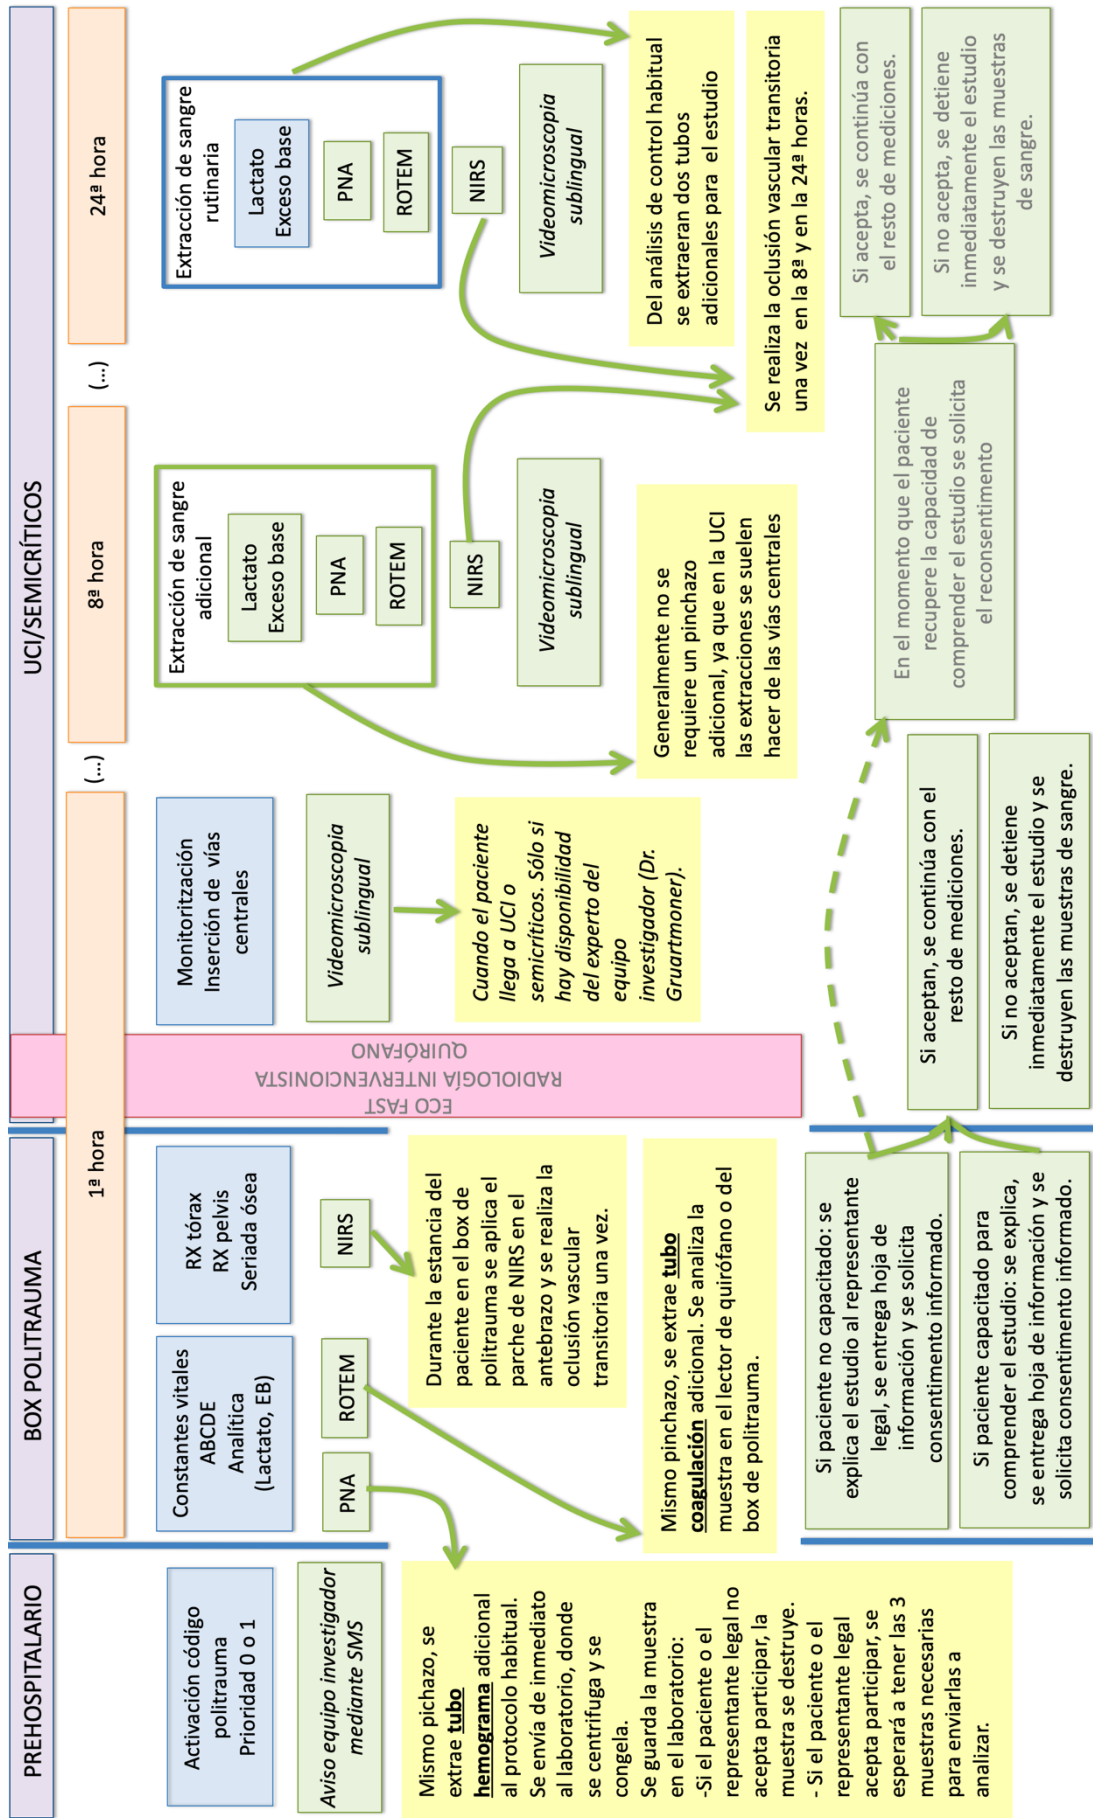 PREHOSPITALARIO
BOX POLITRAUMA
UCI/SEMICRÍTICOS
1ª hora
(...)
8ª hora
(...)
24ª hora
Activación código
politrauma
Prioridad 0 o 1
Aviso equipo investigador
mediante SMS
Mismo pichazo, se
extrae tubo
hemograma adicional
al protocolo habitual.
Se envía de inmediato
al laboratorio, donde
se centrifuga y se
congela.
Se guarda la muestra
en el laboratorio:
-Si el paciente o el
representante legal no
acepta participar, la
muestra se destruye.
- Si el paciente o el
representante legal
acepta participar, se
esperará a tener las 3
muestras necesarias
para enviarlas a
analizar.
Constantes vitales
ABCDE
Analítica
(Lactato, EB)
RX tórax
RX pelvis
Seriada ósea
PNA
ROTEM
NIRS
Durante la estancia del
paciente en el box de
politrauma se aplica el
parche de NIRS en el
antebrazo y se realiza la
oclusión vascular
transitoria una vez.
Mismo pinchazo, se extrae tubo
coagulación adicional. Se analiza la
muestra en el lector de quirófano o del
box de politrauma.
ECO FAST
RADIOLOGÍA INTERVENCIONISTA
QUIRÓFANO
Monitorización
Inserción de vías
centrales
Videomicroscopia
sublingual
Cuando el paciente
llega a UCI o
semicríticos. Sólo si
hay disponibilidad
del experto del
equipo
investigador (Dr.
Gruartmoner).
Extracción de sangre
adicional
Lactato
Exceso base
PNA
ROTEM
NIRS
Videomicroscopia
sublingual
Generalmente no se
requiere un pinchazo
adicional, ya que en la UCI
las extracciones se suelen
hacer de las vías centrales
Extracción de sangre
rutinaria
Lactato
Exceso base
PNA
ROTEM
NIRS
Videomicroscopia
sublingual
Del análisis de control habitual
se extraeran dos tubos
adicionales para el estudio
Se realiza la oclusión vascular transitoria
una vez en la 8ª y en la 24ª horas.
Si paciente no capacitado: se
explica el estudio al representante
legal, se entrega hoja de
información y se solicita
consentimiento informado.
Si paciente capacitado para
comprender el estudio: se explica,
se entrega hoja de información y se
solicita consentimiento informado.
Si aceptan, se continúa con el
resto de mediciones.
Si no aceptan, se detiene
inmediatamente el estudio y se
destruyen las muestras de sangre.
En el momento que el paciente
recupere la capacidad de
comprender el estudio se solicita
el reconsentimento
Si acepta, se continúa con
el resto de mediciones.
Si no acepta, se detiene
inmediatamente el estudio
y se destruyen las muestras
de sangre.